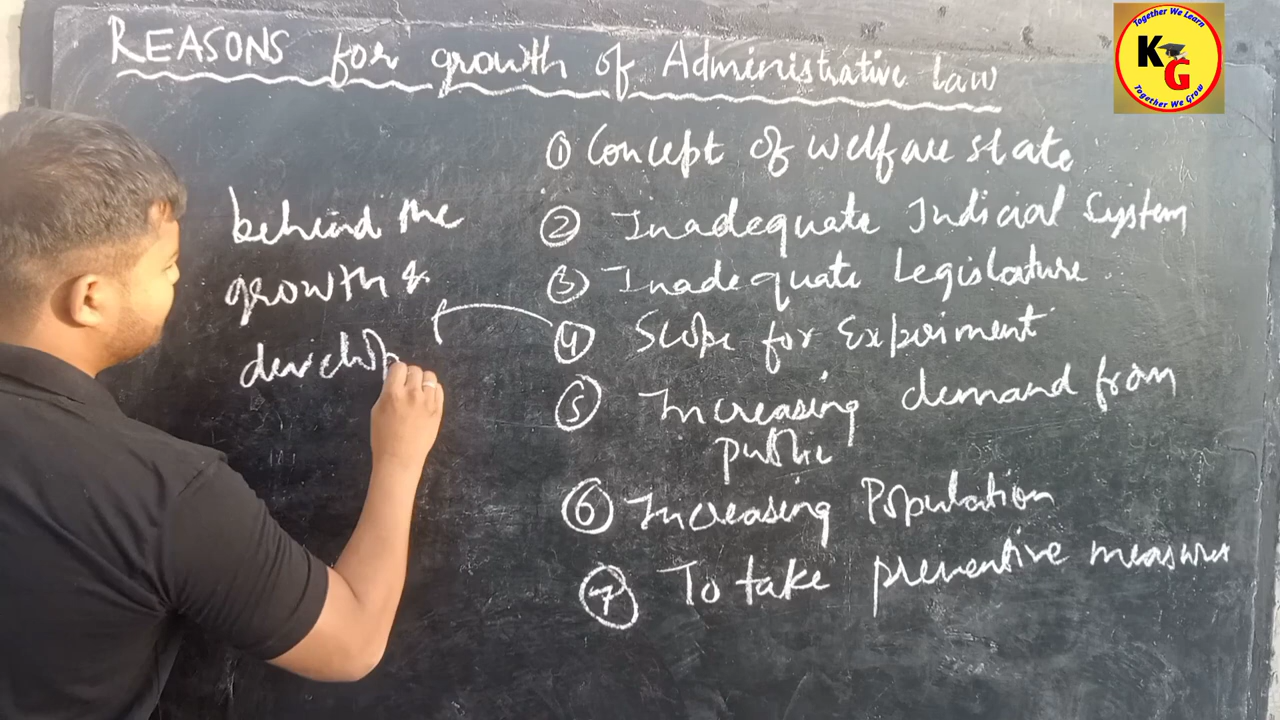 REASONS for growth of Administrative Law
Together We Learn
KG
Together We Grow
① Concept of welfare state
② Inadequate Judicial System
③ Inadequate Legislature
④ Scope for Expoiment
⑤ Increasing demand from
public
⑥ Increasing Population
⑦ To take preventive measures
behind the
growth &
develop